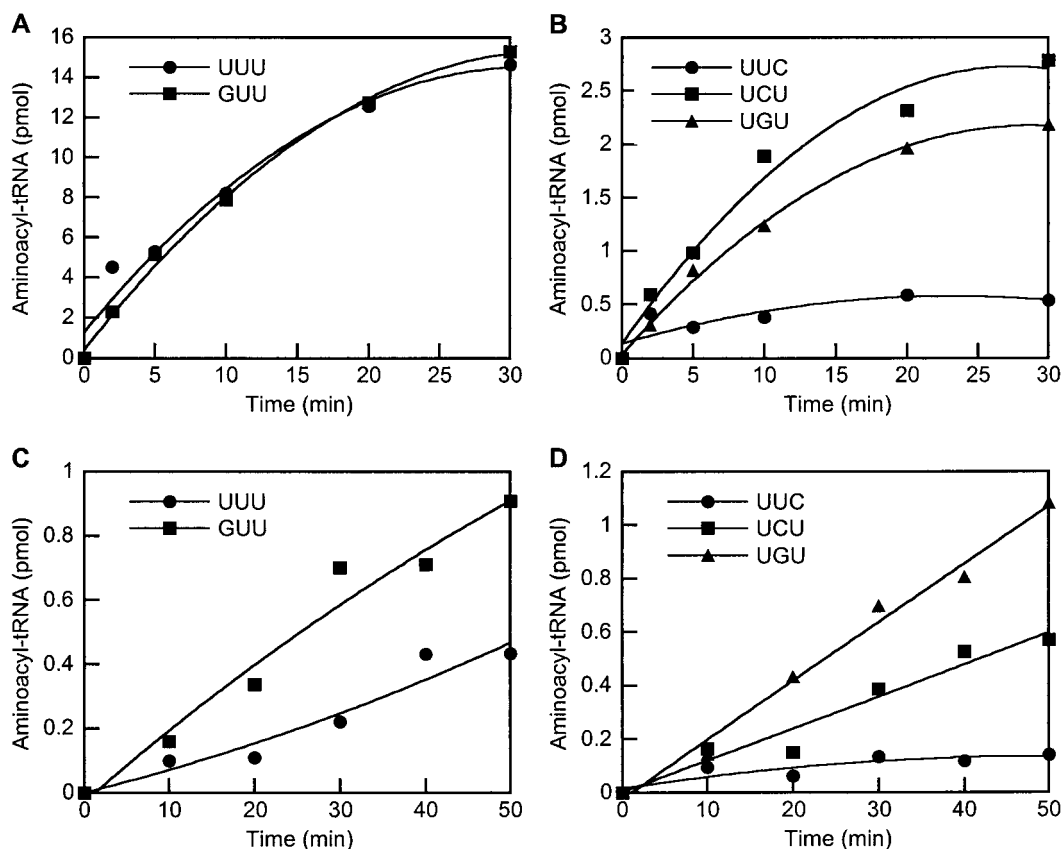 A
16
14
12
10
8
6
4
12
0
Aminoacyl-tRNA (pmol)
UUU
GUU
0 5 10 15 20 25 30
Time (min)
B
3
2.5
2
1.5
1
0.5
0
Aminoacyl-tRNA (pmol)
UUC
UCU
UGU
0 5 10 15 20 25 30
Time (min)
C
1
0.8
0.6
0.4
0.2
0
Aminoacyl-tRNA (pmol)
UUU
GUU
0 10 20 30 40 50
Time (min)
D
1.2
1
0.8
0.6
0.4
0.2
0
Aminoacyl-tRNA (pmol)
UUC
UCU
UGU
0 10 20 30 40 50
Time (min)